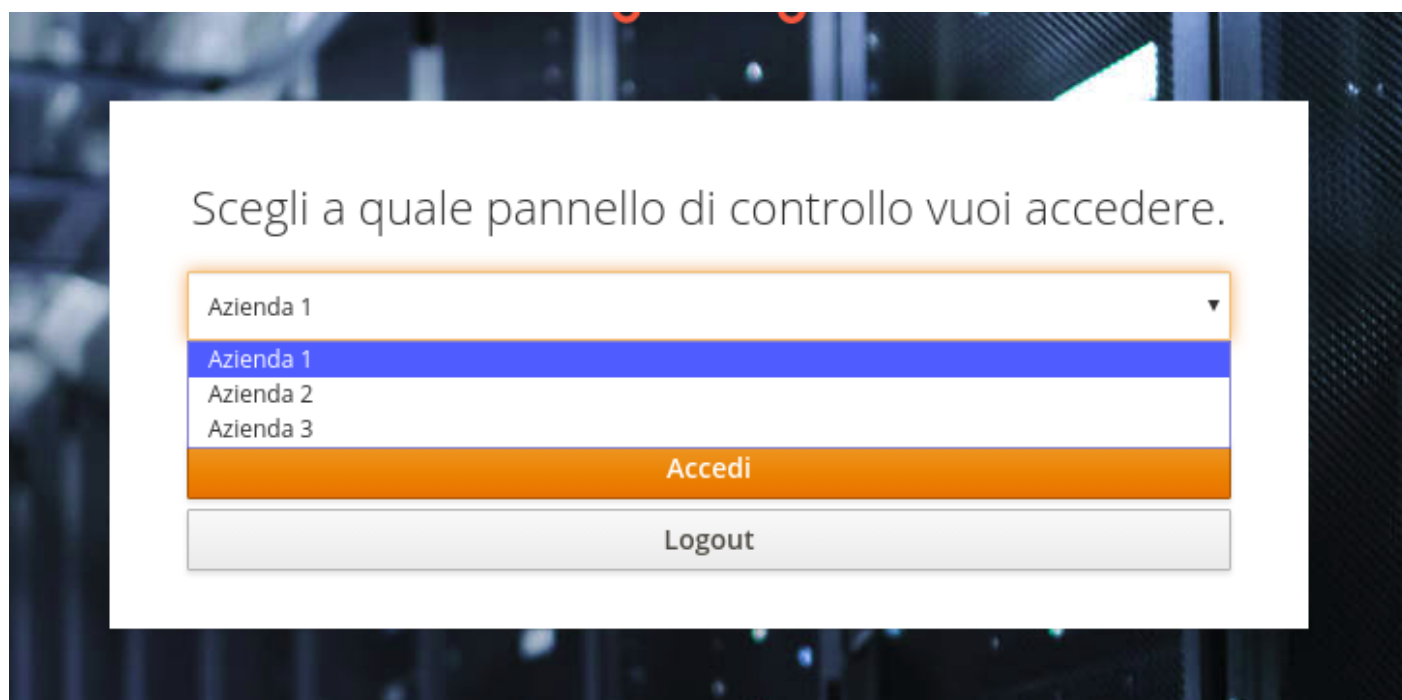 Scegli a quale pannello di controllo vuoi accedere.
Azienda 1
Azienda 1
Azienda 2
Azienda 3
Accedi
Logout